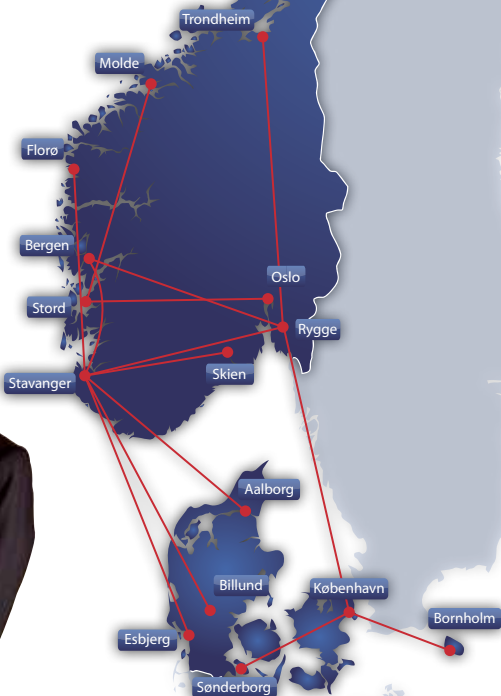 Trondheim
Molde
Florø
Bergen
Oslo
Stord
Rygge
Skien
Stavanger
Aalborg
Billund
København
Bornholm
Esbjerg
Sønderborg